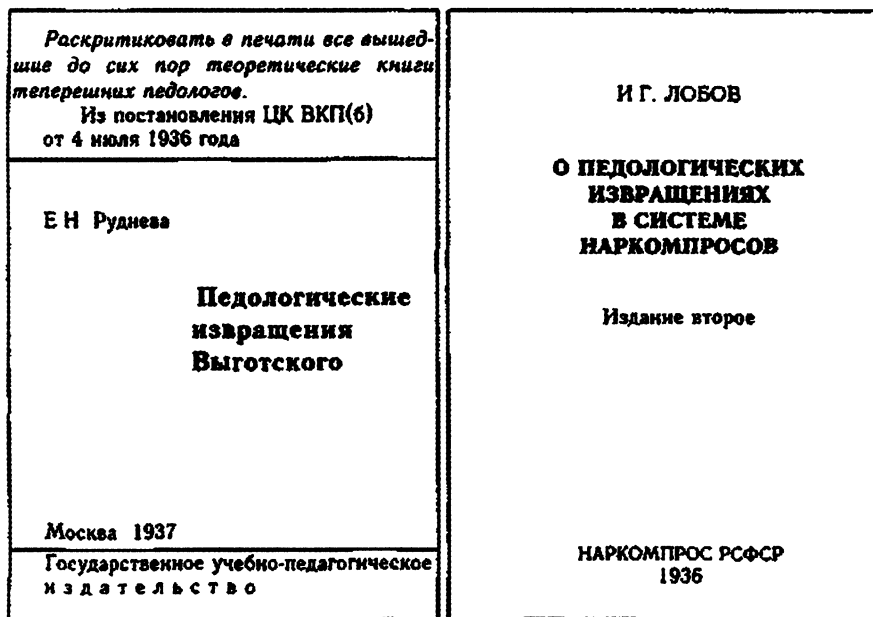 Раскритиковать в печати все вышед-
шие до сих пор теоретические книги
теперешних педологов.
Из постановления ЦК ВКП(б)
от 4 июля 1936 года
Е Н Руднева
Педологические
извращения
Выготского
Москва 1937
Государственное учебно-педагогическое
издательство
И Г. ЛОБОВ
О ПЕДОЛОГИЧЕСКИХ
ИЗВРАЩЕНИЯХ
В СИСТЕМЕ
НАРКОМПРОСОВ
Издание второе
НАРКОМПРОС РСФСР
1936